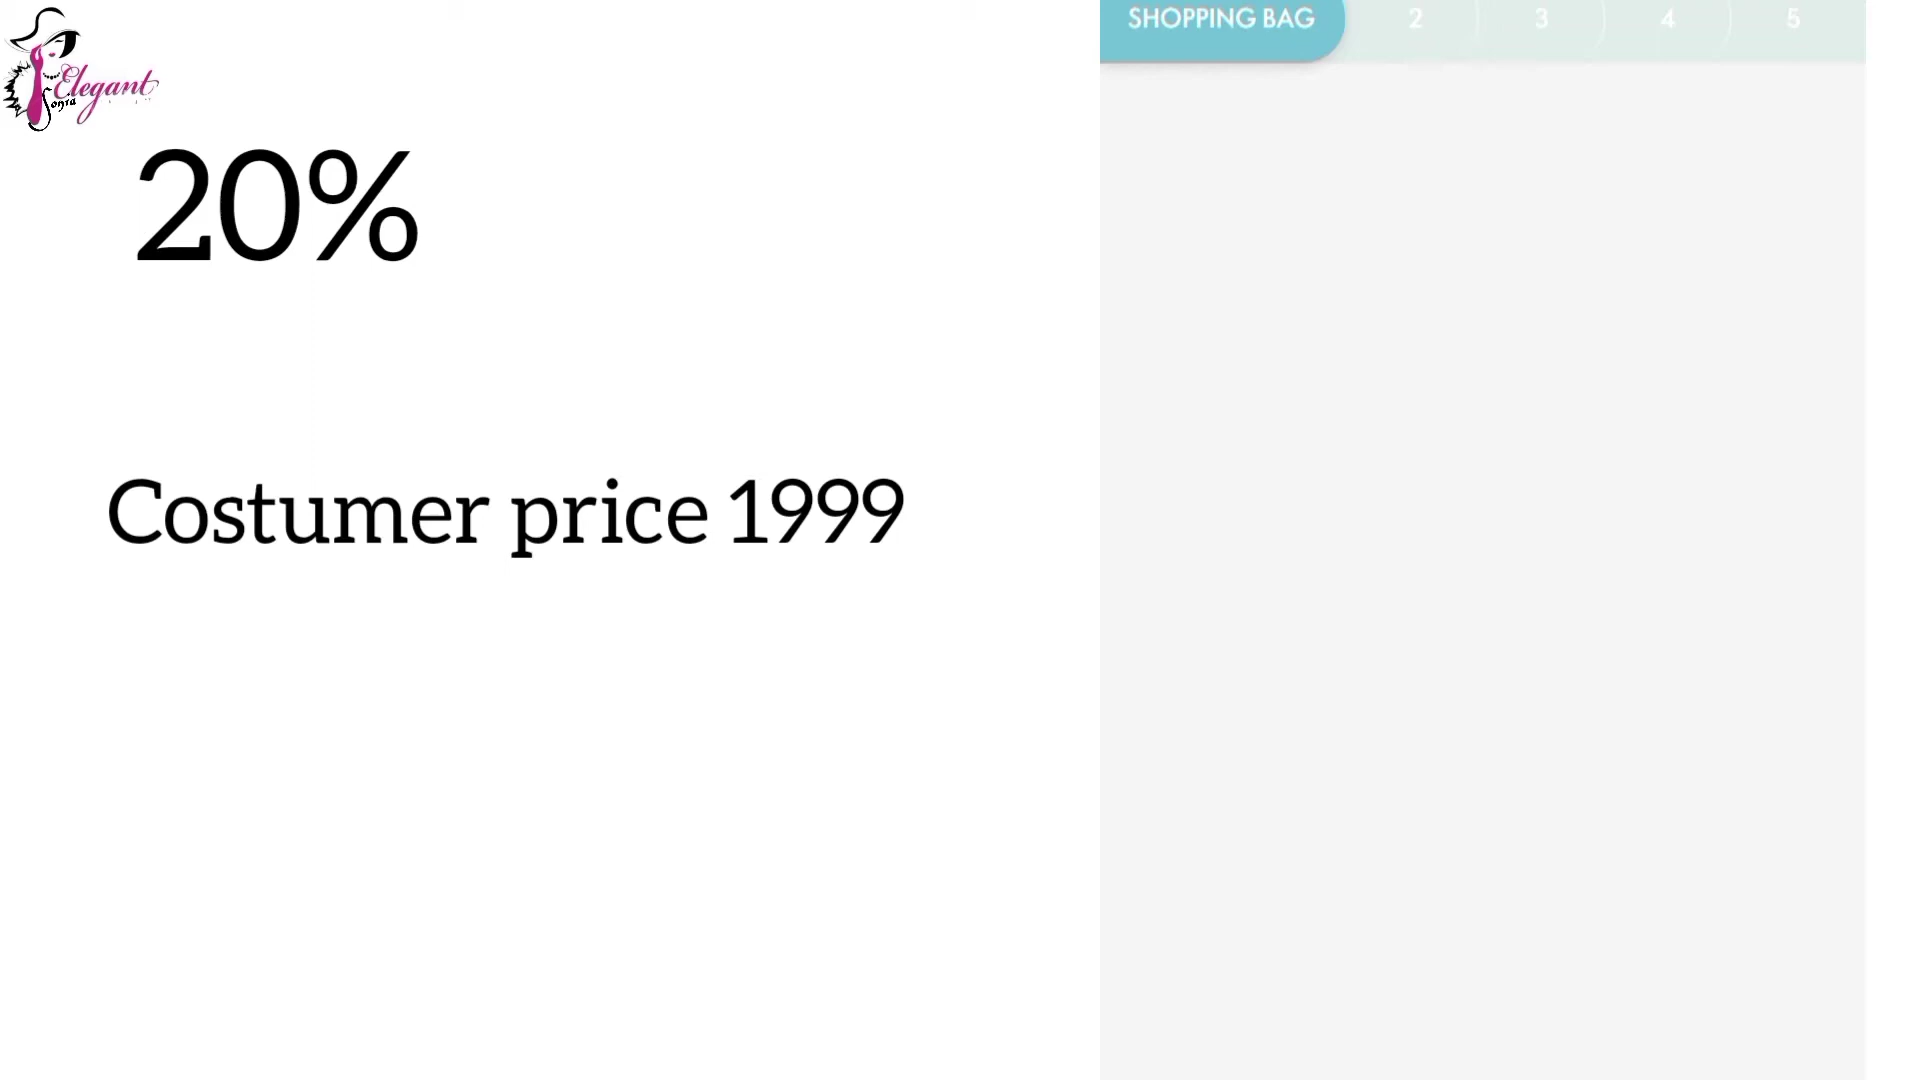 Elegant
Sonia
20%
Costumer price 1999
SHOPPING BAG 2 3 4 5